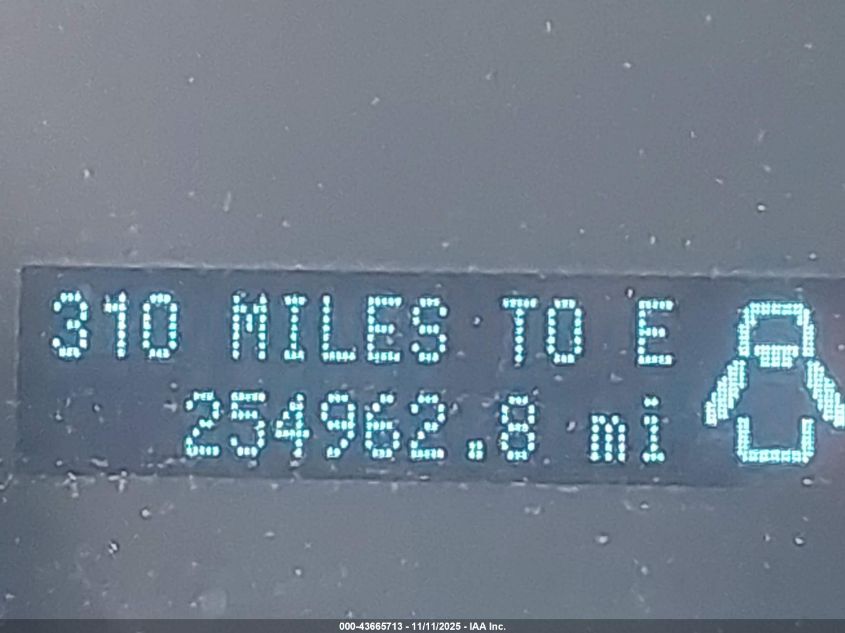 310 MILES TO E
254962.8 mi
000-43665713 - 11/11/2025 - IAA Inc.